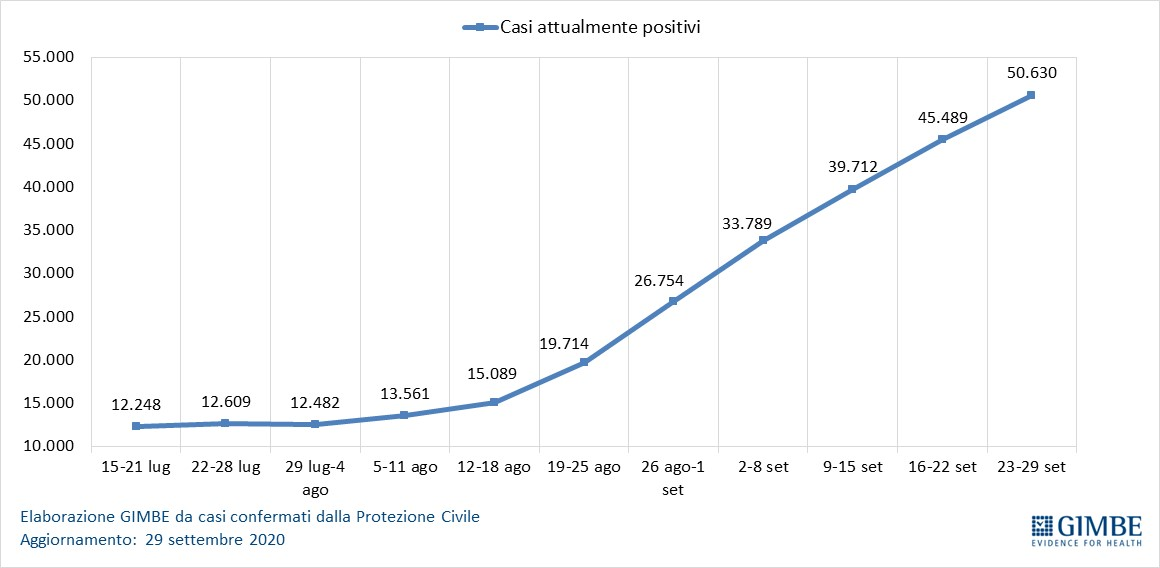 Casi attualmente positivi
55.000
50.000
45.000
40.000
35.000
30.000
25.000
20.000
15.000
10.000
12.248
12.609
12.482
13.561
15.089
19.714
26.754
33.789
39.712
45.489
50.630
15-21 lug
22-28 lug
29 lug-4
ago
5-11 ago
12-18 ago
19-25 ago
26 ago-1
set
2-8 set
9-15 set
16-22 set
23-29 set
Elaborazione GIMBE da casi confermati dalla Protezione Civile
Aggiornamento: 29 settembre 2020
GIMBE
EVIDENCE FOR HEALTH